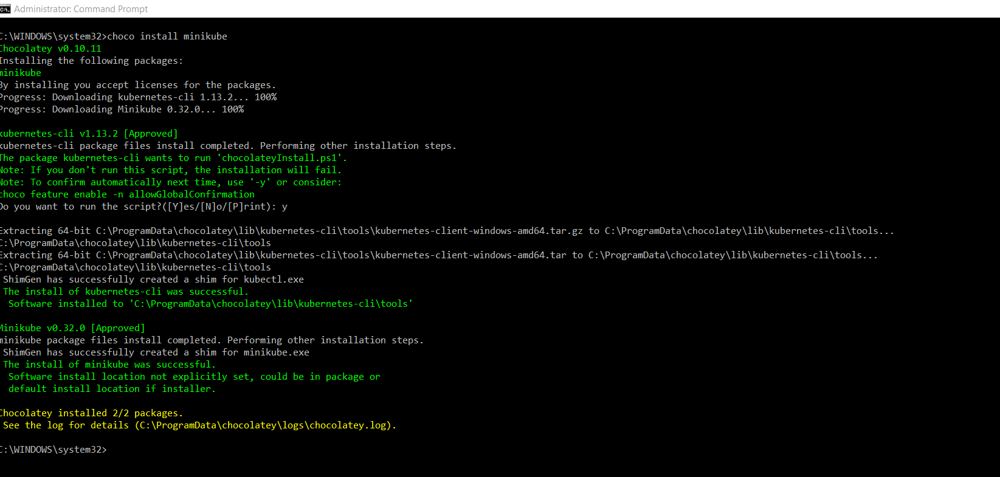 Administrator: Command Prompt
C:\WINDOWS\system32>choco install minikube
Chocolatey v0.10.11
Installing the following packages:
minikube
By installing you accept licenses for the packages.
Progress: Downloading kubernetes-cli 1.13.2... 100%
Progress: Downloading Minikube 0.32.0... 100%
kubernetes-cli v1.13.2 [Approved]
kubernetes-cli package files install completed. Performing other installation steps.
The package kubernetes-cli wants to run 'chocolateyInstall.ps1'.
Note: If you don't run this script, the installation will fail.
Note: To confirm automatically next time, use '-y' or consider:
choco feature enable -n allowGlobalConfirmation
Do you want to run the script?([Y]es/[N]o/[P]rint): y
Extracting 64-bit C:\ProgramData\chocolatey\lib\kubernetes-cli\tools\kubernetes-client-windows-amd64.tar.gz to C:\ProgramData\chocolatey\lib\kubernetes-cli\tools...
C:\ProgramData\chocolatey\lib\kubernetes-cli\tools
Extracting 64-bit C:\ProgramData\chocolatey\lib\kubernetes-cli\tools\kubernetes-client-windows-amd64.tar to C:\ProgramData\chocolatey\lib\kubernetes-cli\tools...
C:\ProgramData\chocolatey\lib\kubernetes-cli\tools
ShimGen has successfully created a shim for kubectl.exe
The install of kubernetes-cli was successful.
Software installed to 'C:\ProgramData\chocolatey\lib\kubernetes-cli\tools'
Minikube v0.32.0 [Approved]
minikube package files install completed. Performing other installation steps.
ShimGen has successfully created a shim for minikube.exe
The install of minikube was successful.
Software install location not explicitly set, could be in package or
default install location if installer.
Chocolatey installed 2/2 packages.
See the log for details (C:\ProgramData\chocolatey\logs\chocolatey.log).
C:\WINDOWS\system32>